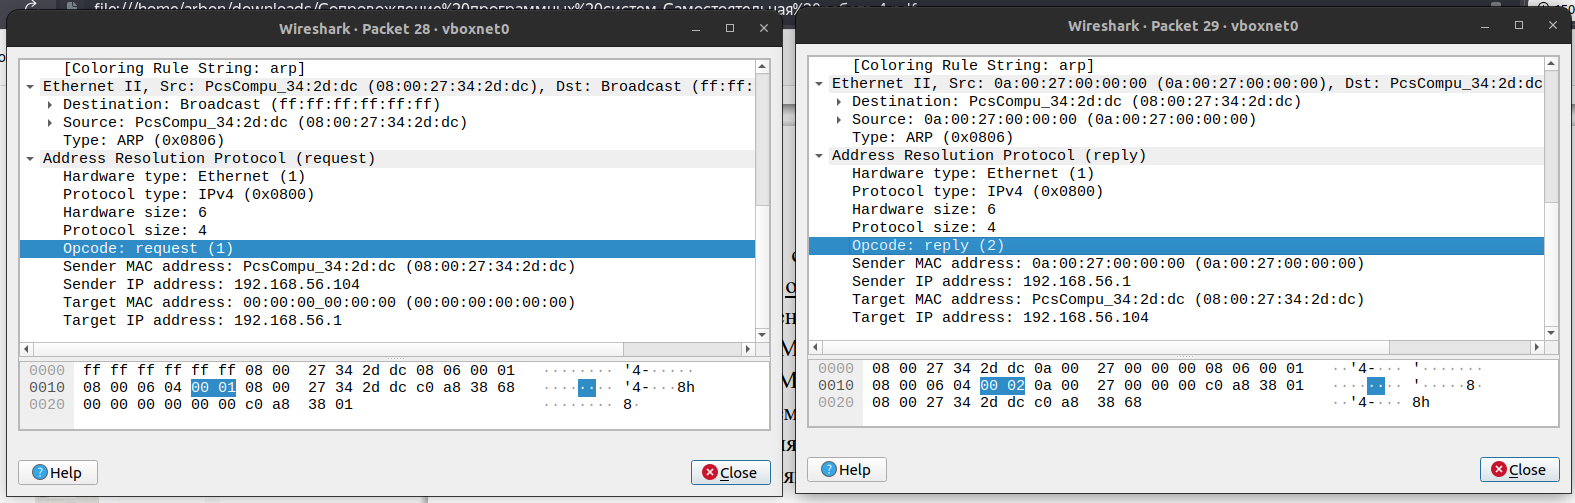 file:///home/arbon/downloads/Сопровождение%20программных%20систем_Самостоятельная%20
Wireshark · Packet 28 · vboxnet0
[Coloring Rule String: arp]
Ethernet II, Src: PcsCompu_34:2d:dc (08:00:27:34:2d:dc), Dst: Broadcast (ff:ff:
Destination: Broadcast (ff:ff:ff:ff:ff:ff)
Source: PcsCompu_34:2d:dc (08:00:27:34:2d:dc)
Type: ARP (0x0806)
Address Resolution Protocol (request)
Hardware type: Ethernet (1)
Protocol type: IPv4 (0x0800)
Hardware size: 6
Protocol size: 4
Opcode: request (1)
Sender MAC address: PcsCompu_34:2d:dc (08:00:27:34:2d:dc)
Sender IP address: 192.168.56.104
Target MAC address: 00:00:00_00:00:00 (00:00:00:00:00:00)
Target IP address: 192.168.56.1
0000 ff ff ff ff ff ff 08 00 27 34 2d dc 08 06 00 01 ········ '4-·····
0010 08 00 06 04 00 01 08 00 27 34 2d dc c0 a8 38 68 ········ '4-···8h
0020 00 00 00 00 00 00 c0 a8 38 01 ········ 8·
Help
Close
Wireshark · Packet 29 · vboxnet0
[Coloring Rule String: arp]
Ethernet II, Src: 0a:00:27:00:00:00 (0a:00:27:00:00:00), Dst: PcsCompu_34:2d:dc
Destination: PcsCompu_34:2d:dc (08:00:27:34:2d:dc)
Source: 0a:00:27:00:00:00 (0a:00:27:00:00:00)
Type: ARP (0x0806)
Address Resolution Protocol (reply)
Hardware type: Ethernet (1)
Protocol type: IPv4 (0x0800)
Hardware size: 6
Protocol size: 4
Opcode: reply (2)
Sender MAC address: 0a:00:27:00:00:00 (0a:00:27:00:00:00)
Sender IP address: 192.168.56.1
Target MAC address: PcsCompu_34:2d:dc (08:00:27:34:2d:dc)
Target IP address: 192.168.56.104
0000 08 00 27 34 2d dc 0a 00 27 00 00 00 08 06 00 01 ··'4-··· '·······
0010 08 00 06 04 00 02 0a 00 27 00 00 00 c0 a8 38 01 ········ '·····8·
0020 08 00 27 34 2d dc c0 a8 38 68 ··'4-··· 8h
Help
Close